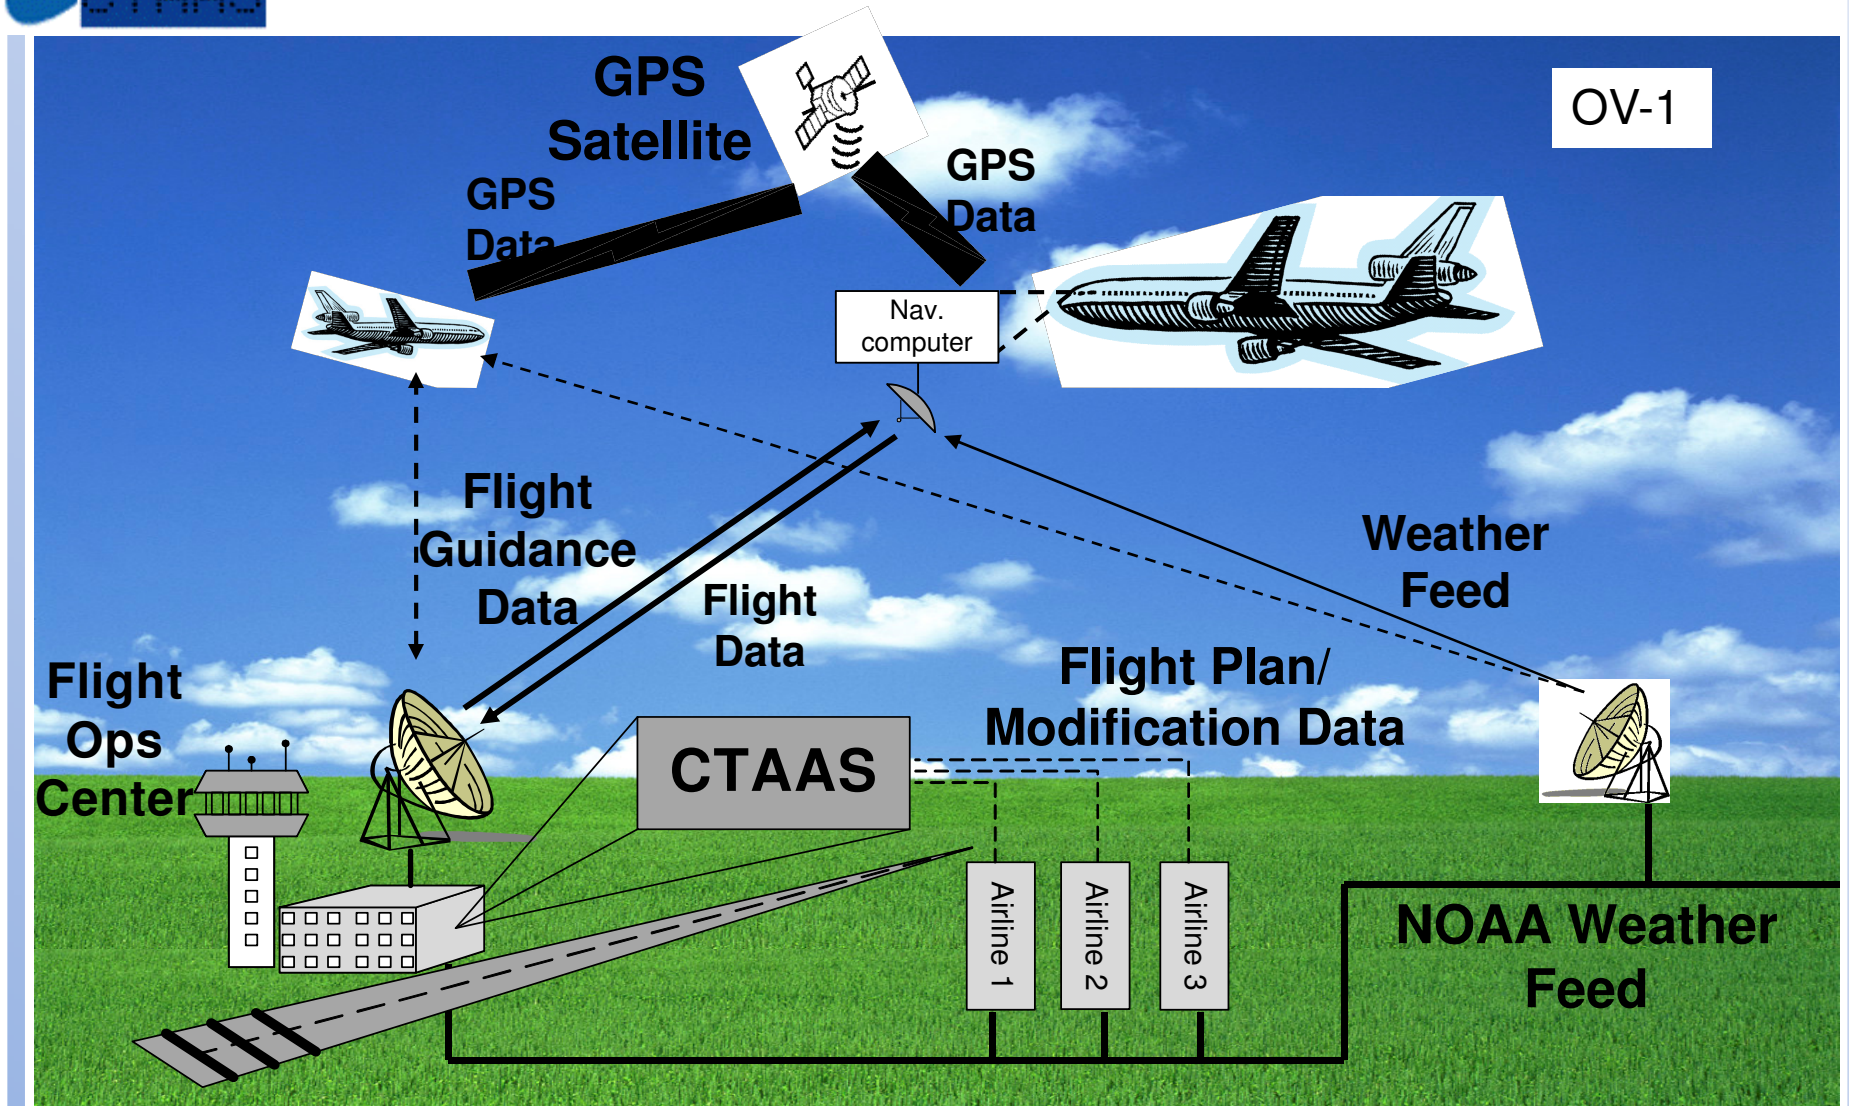 CTAAS
OV-1
GPS
Satellite
GPS
Data
GPS
Data
Nav.
computer
Flight
Guidance
Data
Flight
Data
Weather
Feed
Flight
Ops
Center
Flight Plan/
Modification Data
CTAAS
Airline 1
Airline 2
Airline 3
NOAA Weather
Feed